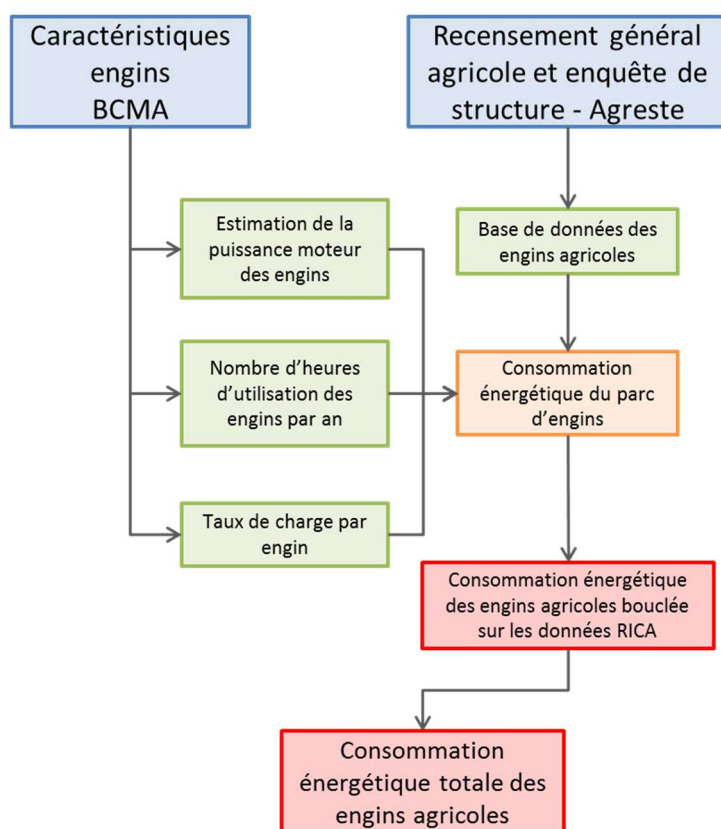 Caractéristiques
engins
BCMA
Recensement général
agricole et enquête de
structure - Agreste
Estimation de la
puissance moteur
des engins
Base de données des
engins agricoles
Nombre d'heures
d'utilisation des
engins par an
Consommation
énergétique du parc
d'engins
Taux de charge par
engin
Consommation énergétique
des engins agricoles bouclée
sur les données RICA
Consommation
énergétique totale des
engins agricoles